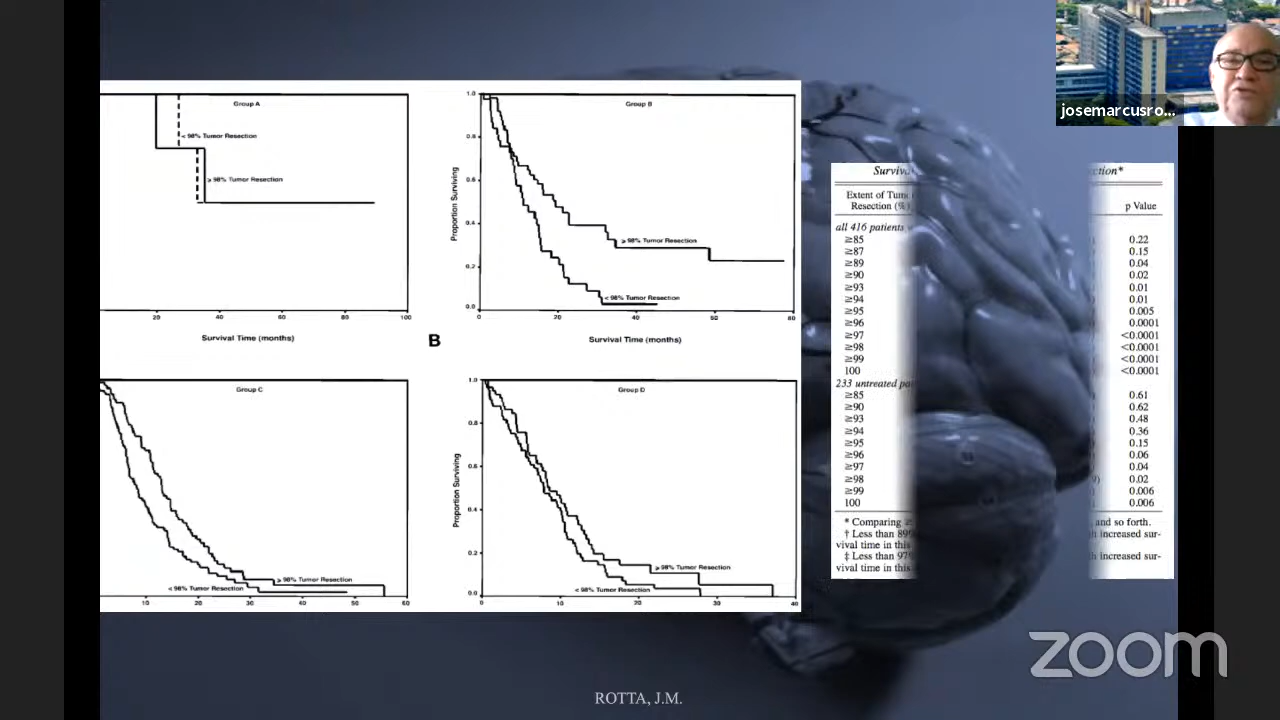 josemarcusro...
Group A
< 98% Tumor Resection
≥ 98% Tumor Resection
20 40 60 80 100
Survival Time (months)
Group B
1.0
0.8
0.6
0.4
0.2
0.0
Proportion Surviving
≥ 98% Tumor Resection
< 98% Tumor Resection
0 20 40 60 80
Survival Time (months)
B
Group C
≥ 98% Tumor Resection
< 98% Tumor Resection
10 20 30 40 50 60
Group D
1.0
0.8
0.6
0.4
0.2
0.0
Proportion Surviving
≥ 98% Tumor Resection
< 98% Tumor Resection
0 10 20 30 40
Extent of
Resection (%) p Value
all 416 patients
≥85 0.22
≥87 0.15
≥89 0.04
≥90 0.02
≥93 0.01
≥94 0.01
≥95 0.005
≥96 0.0001
≥97 <0.0001
≥98 <0.0001
≥99 <0.0001
100 <0.0001
233 untreated
≥85 0.61
≥90 0.62
≥93 0.48
≥94 0.36
≥95 0.15
≥96 0.06
≥97 0.04
≥98 0.02
≥99 0.006
100 0.006
* Comparing and so forth.
† Less than increased sur-
vival time in this
‡ Less than increased sur-
vival time in this
zoom
ROTTA, J.M.